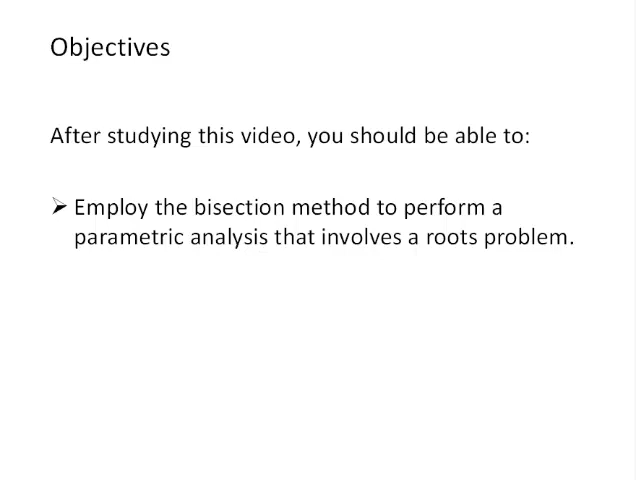 Objectives
After studying this video, you should be able to:
➢ Employ the bisection method to perform a
parametric analysis that involves a roots problem.